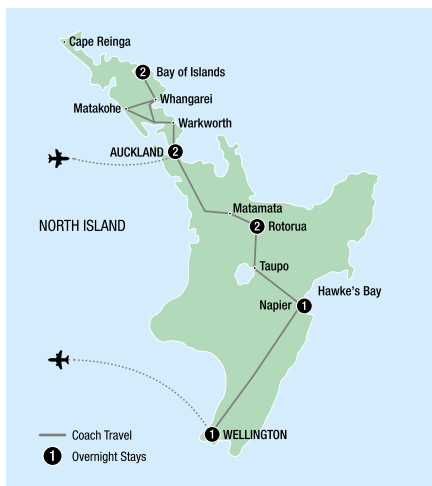 Cape Reinga
2 Bay of Islands
Whangarei
Matakohe
Warkworth
AUCKLAND 2
Matamata
NORTH ISLAND
2 Rotorua
Taupo
Hawke's Bay
Napier 1
1 WELLINGTON
Coach Travel
1 Overnight Stays